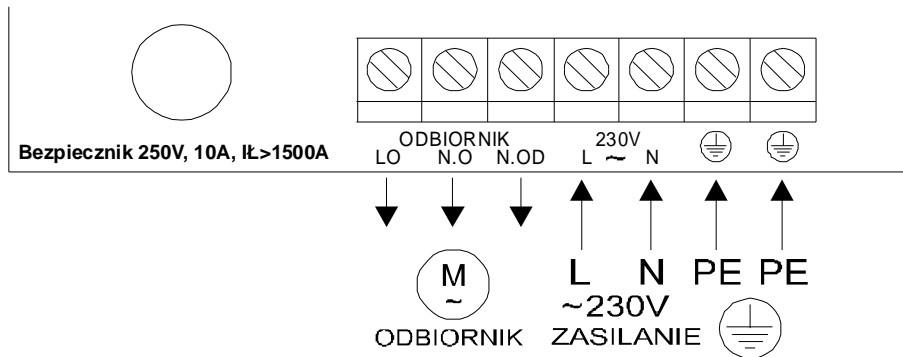 Bezpiecznik 250V, 10A, IŁ>1500A
ODBIORNIK
LO N.O N.OD
230V
L ~ N
M
~
ODBIORNIK
L N PE PE
~230V
ZASILANIE